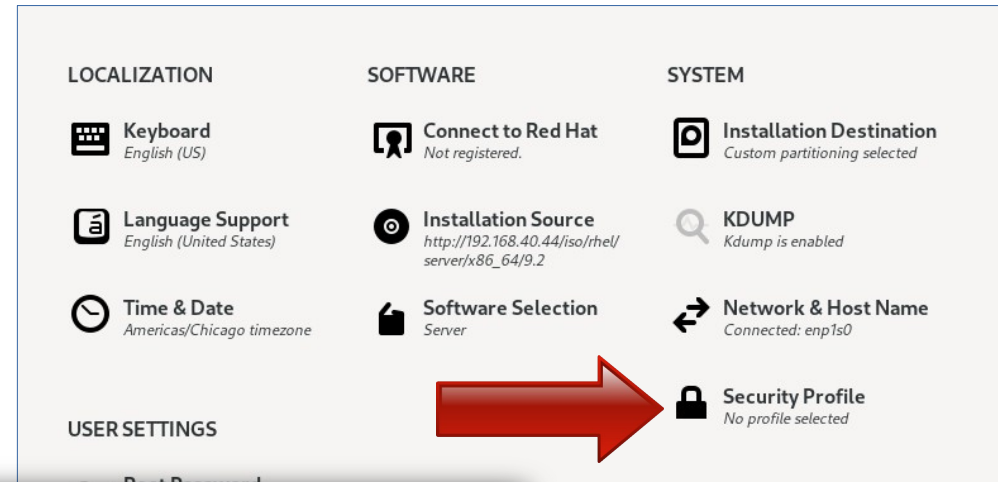 LOCALIZATION
Keyboard
English (US)
Language Support
English (United States)
Time & Date
Americas/Chicago timezone
USER SETTINGS
SOFTWARE
Connect to Red Hat
Not registered.
Installation Source
http://192.168.40.44/iso/rhel/
server/x86_64/9.2
Software Selection
Server
SYSTEM
Installation Destination
Custom partitioning selected
KDUMP
Kdump is enabled
Network & Host Name
Connected: enp1s0
Security Profile
No profile selected